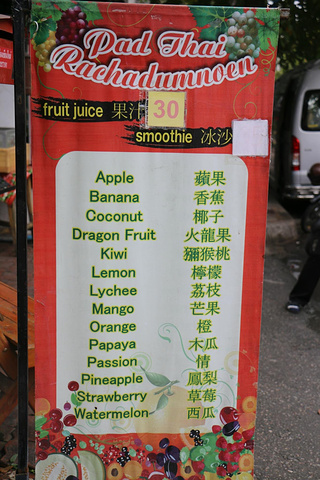 Pad Thai
Rachadumnoen
fruit juice 果汁 30
smoothie 冰沙
Apple 蘋果
Banana 香蕉
Coconut 椰子
Dragon Fruit 火龍果
Kiwi 獼猴桃
Lemon 檸檬
Lychee 荔枝
Mango 芒果
Orange 橙
Papaya 木瓜
Passion 情
Pineapple 鳳梨
Strawberry 草莓
Watermelon 西瓜